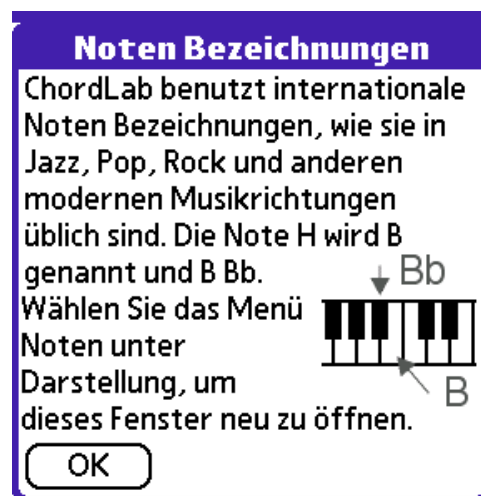 Noten Bezeichnungen
ChordLab benutzt internationale
Noten Bezeichnungen, wie sie in
Jazz, Pop, Rock und anderen
modernen Musikrichtungen
üblich sind. Die Note H wird B
genannt und B Bb.
Bb
Wählen Sie das Menü
Noten unter
Darstellung, um
B
dieses Fenster neu zu öffnen.
OK